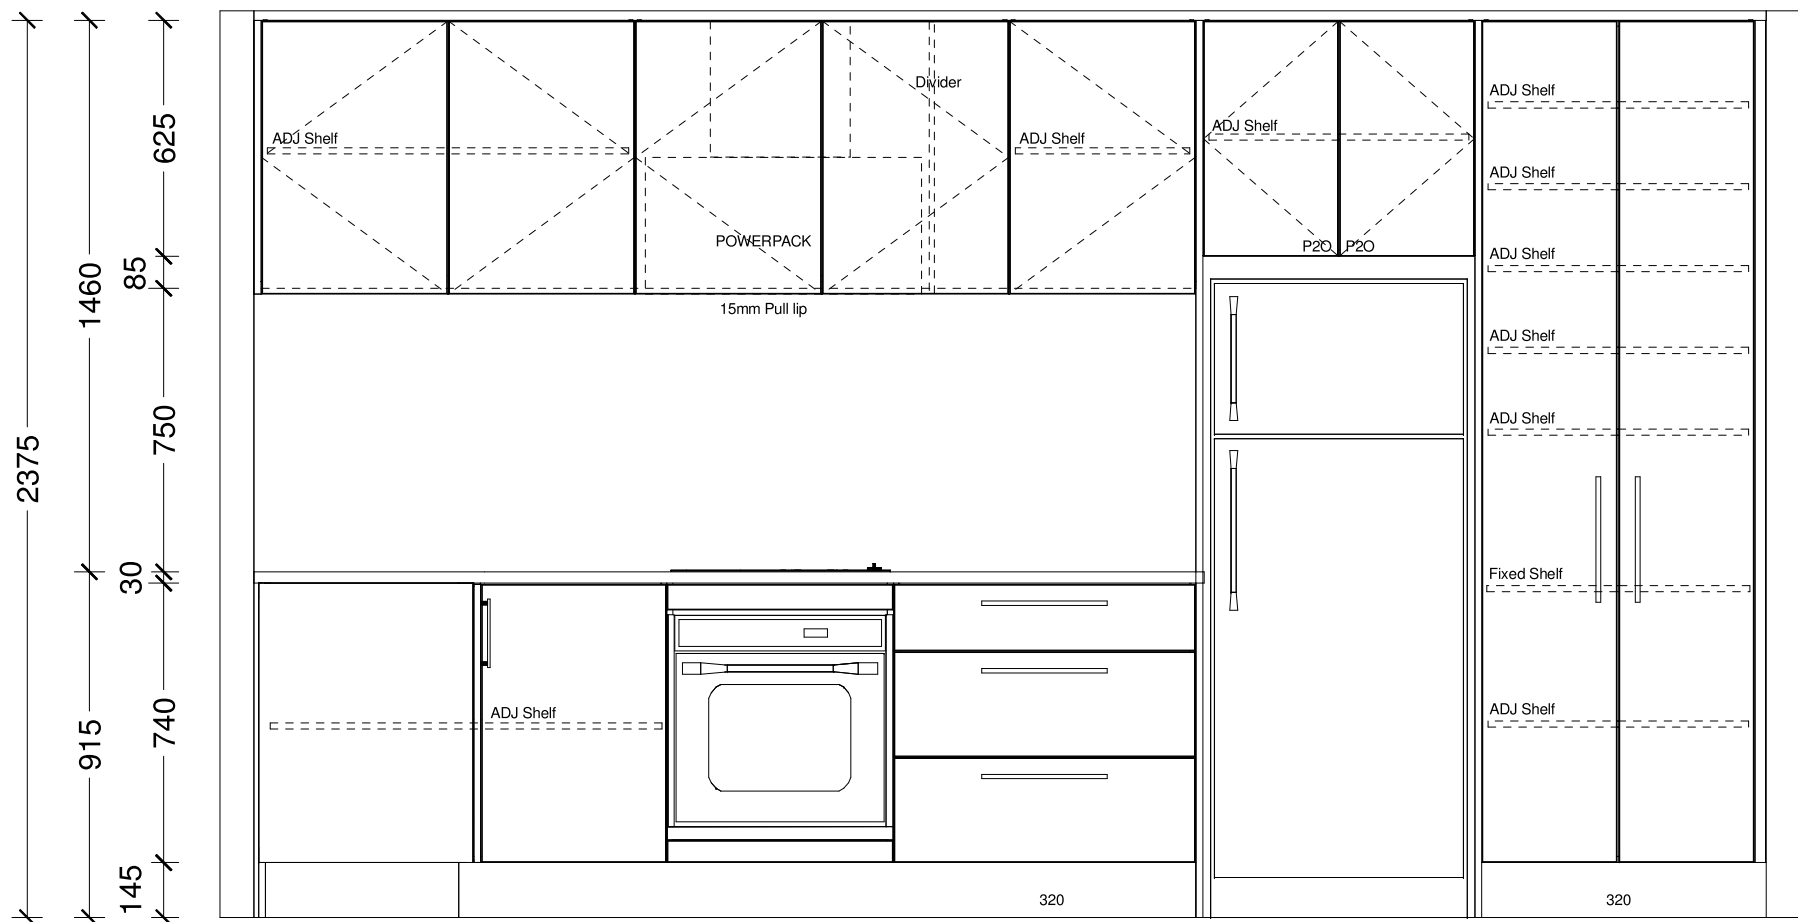 2375
1460
915
625
85
750
30
740
145
ADJ Shelf
Divider
ADJ Shelf
POWERPACK
15mm Pull lip
ADJ Shelf
P2O P2O
ADJ Shelf
ADJ Shelf
ADJ Shelf
ADJ Shelf
ADJ Shelf
Fixed Shelf
ADJ Shelf
ADJ Shelf
320
320